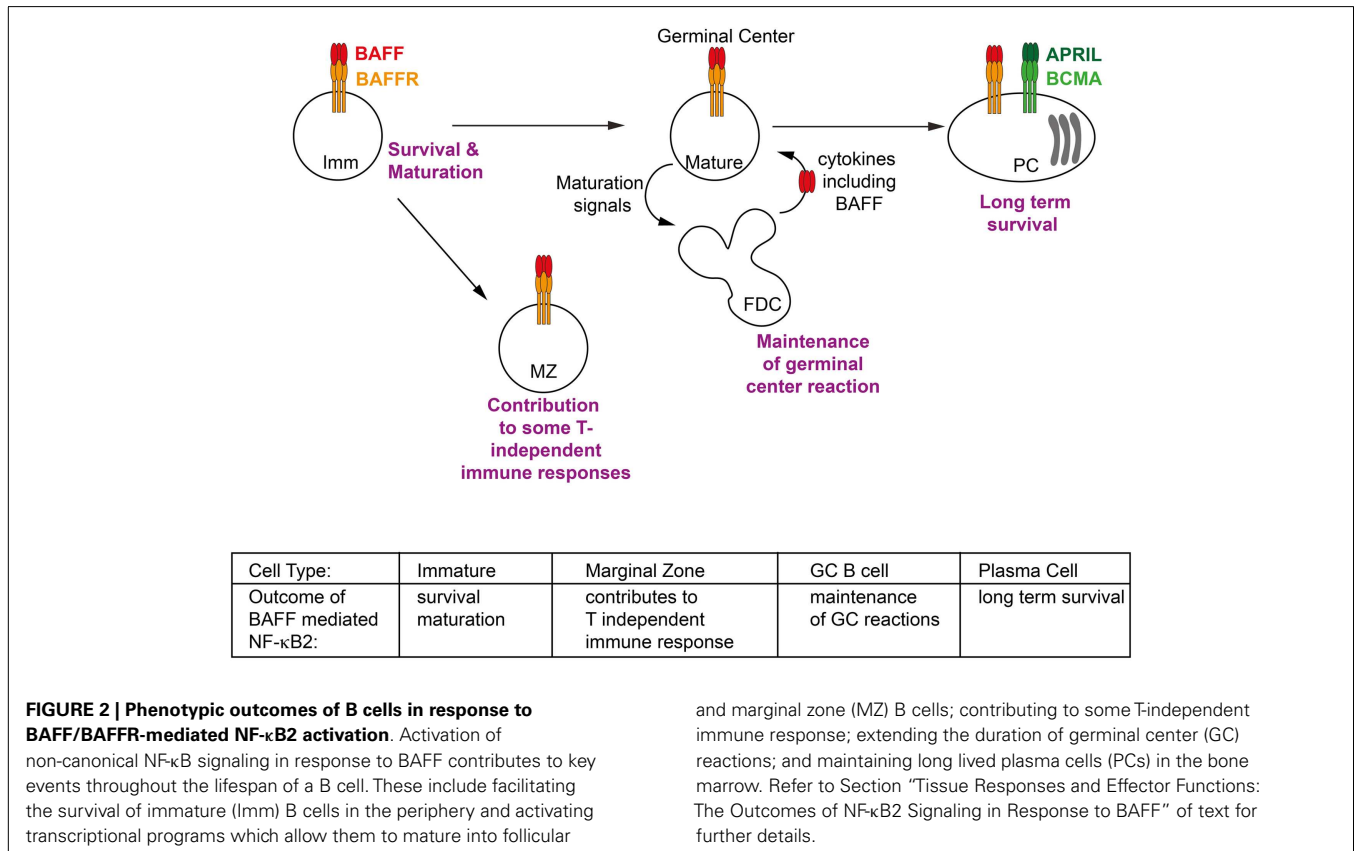 Germinal Center
BAFF
BAFFR
APRIL
BCMA
Imm
Survival &
Maturation
Mature
PC
Maturation
signals
cytokines
including
BAFF
Long term
survival
FDC
MZ
Maintenance
of germinal
center reaction
Contribution
to some T-
independent
immune responses
Cell Type:
Immature
Marginal Zone
GC B cell
Plasma Cell
Outcome of
BAFF mediated
NF-κB2:
survival
maturation
contributes to
T independent
immune response
maintenance
of GC reactions
long term survival
FIGURE 2 | Phenotypic outcomes of B cells in response to
BAFF/BAFFR-mediated NF-κB2 activation. Activation of
non-canonical NF-κB signaling in response to BAFF contributes to key
events throughout the lifespan of a B cell. These include facilitating
the survival of immature (Imm) B cells in the periphery and activating
transcriptional programs which allow them to mature into follicular
and marginal zone (MZ) B cells; contributing to some T-independent
immune response; extending the duration of germinal center (GC)
reactions; and maintaining long lived plasma cells (PCs) in the bone
marrow. Refer to Section "Tissue Responses and Effector Functions:
The Outcomes of NF-κB2 Signaling in Response to BAFF" of text for
further details.